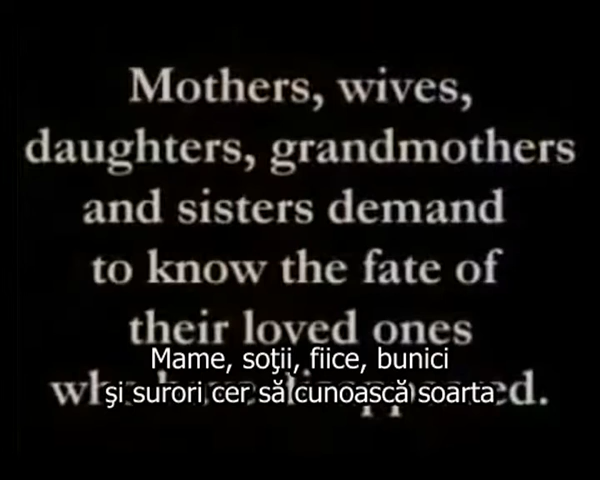 Mothers, wives,
daughters, grandmothers
and sisters demand
to know the fate of
their loved ones
Mame, soţii, fiice, bunici
şi surori cer să cunoască soarta